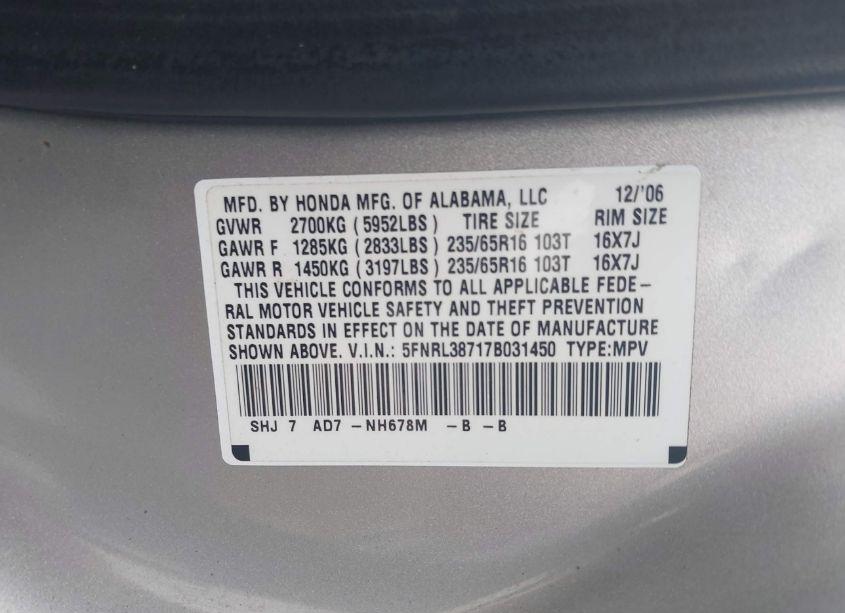 MFD. BY HONDA MFG. OF ALABAMA, LLC 12/'06
GVWR 2700KG ( 5952LBS ) TIRE SIZE RIM SIZE
GAWR F 1285KG ( 2833LBS ) 235/65R16 103T 16X7J
GAWR R 1450KG ( 3197LBS ) 235/65R16 103T 16X7J
THIS VEHICLE CONFORMS TO ALL APPLICABLE FEDE-
RAL MOTOR VEHICLE SAFETY AND THEFT PREVENTION
STANDARDS IN EFFECT ON THE DATE OF MANUFACTURE
SHOWN ABOVE. V.I.N.: 5FNRL38717B031450 TYPE:MPV
SHJ 7 AD7 -NH678M -B -B